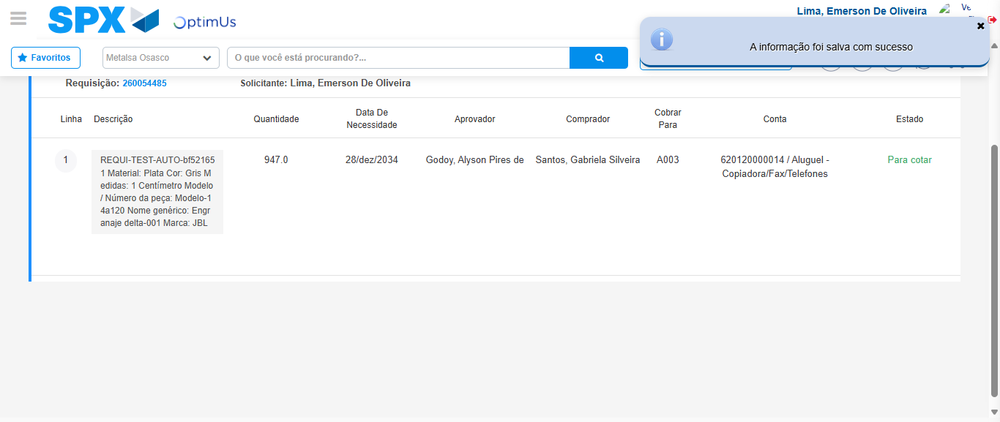 SPX
OptimUs
Lima, Emerson De Oliveira
A informação foi salva com sucesso
Favoritos
Metalsa Osasco
O que você está procurando?...
Requisição: 260054485
Solicitante: Lima, Emerson De Oliveira
Linha
Descrição
Quantidade
Data De
Necessidade
Aprovador
Comprador
Cobrar
Para
Conta
Estado
1
REQUI-TEST-AUTO-bf52165
1 Material: Plata Cor: Gris M
edidas: 1 Centímetro Modelo
/ Número da peça: Modelo-1
4a120 Nome genérico: Engr
anaje delta-001 Marca: JBL
947.0
28/dez/2034
Godoy, Alyson Pires de
Santos, Gabriela Silveira
A003
620120000014 / Aluguel -
Copiadora/Fax/Telefones
Para cotar